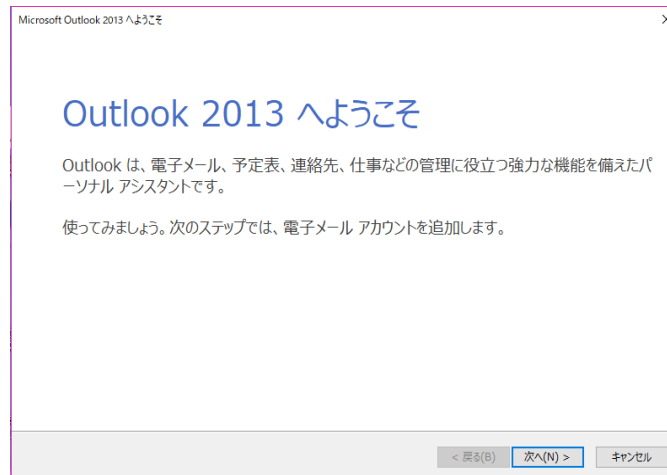 Microsoft Outlook 2013 へようこそ
Outlook 2013 へようこそ
Outlook は、電子メール、予定表、連絡先、仕事などの管理に役立つ強力な機能を備えたパ
ーソナル アシスタントです。
使ってみましょう。次のステップでは、電子メール アカウントを追加します。
< 戻る(B) 次へ(N) > キャンセル